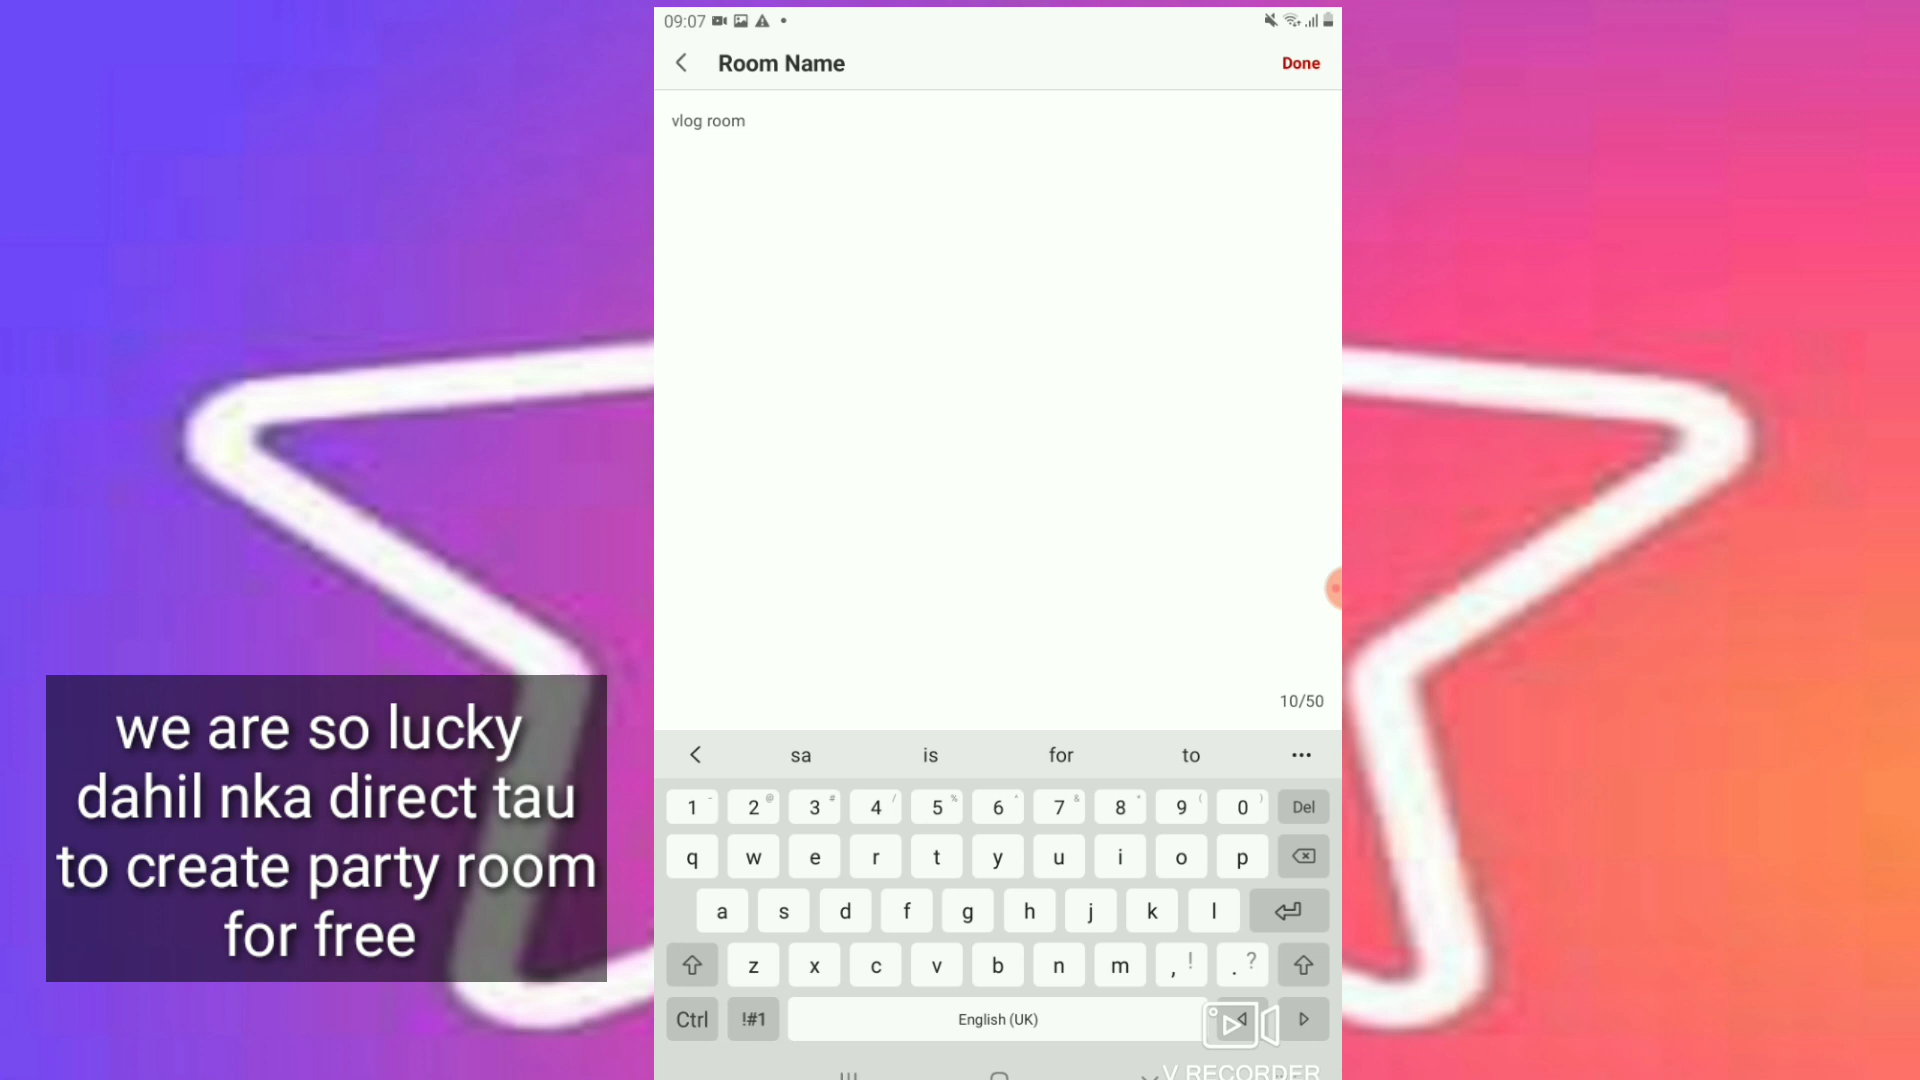 09:07
Room Name
Done
vlog room
10/50
sa is for to
1 2 3 4 5 6 7 8 9 0 Del
q w e r t y u i o p
a s d f g h j k l
z x c v b n m , ! . ?
Ctrl !#1 English (UK)
V RECORDER
we are so lucky
dahil nka direct tau
to create party room
for free